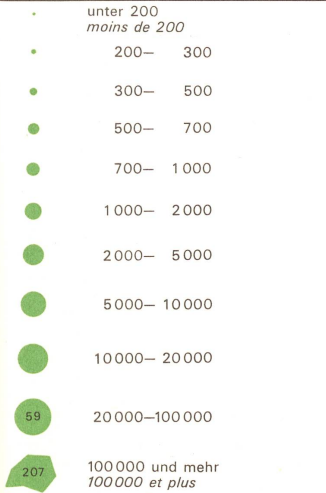 unter 200
moins de 200
200— 300
300— 500
500— 700
700— 1 000
1 000— 2 000
2 000— 5 000
5 000— 10 000
10 000— 20 000
59 20 000—100 000
207 100 000 und mehr
100 000 et plus